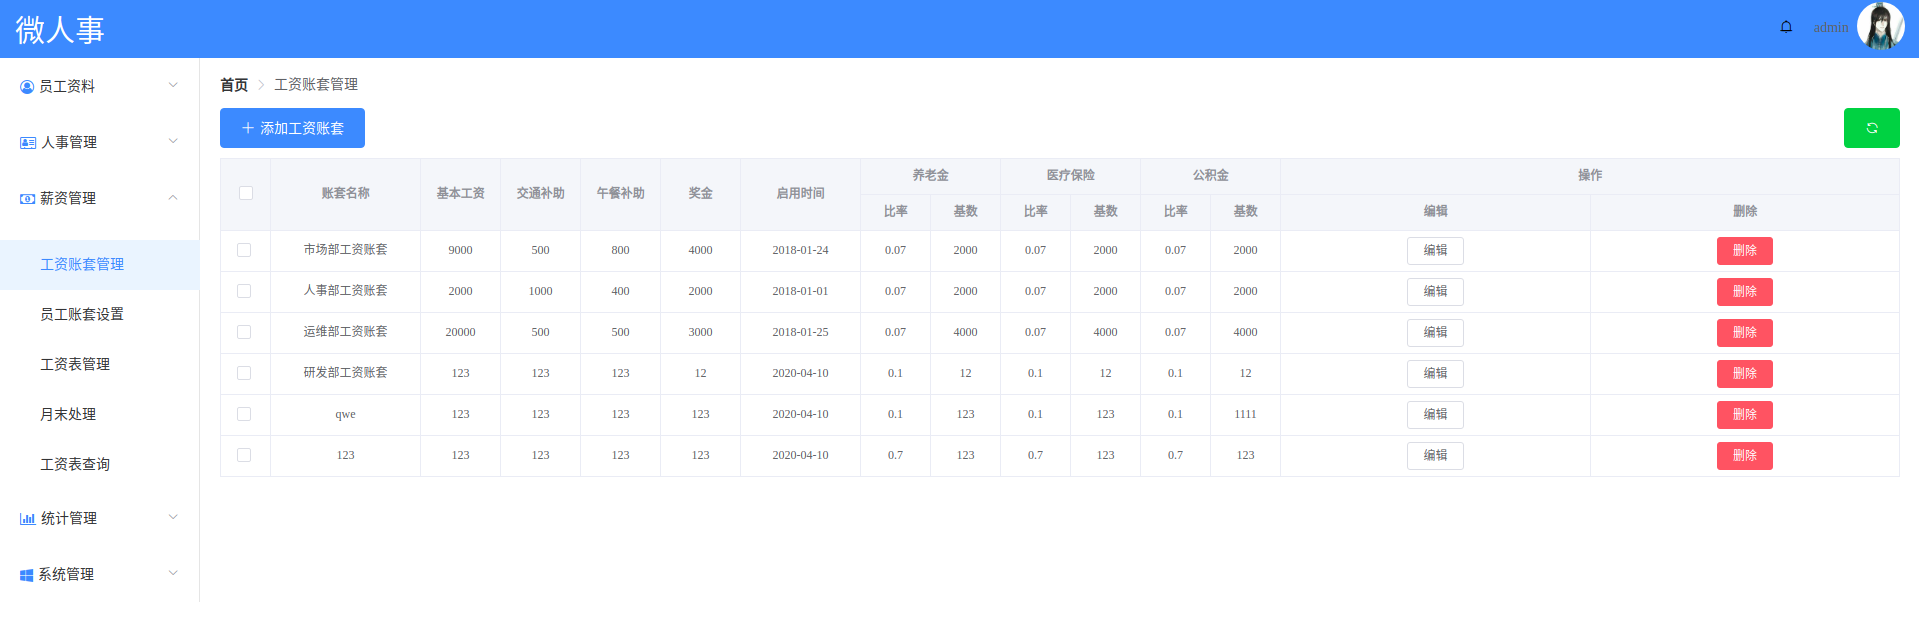 微人事
admin
员工资料
人事管理
薪资管理
工资账套管理
员工账套设置
工资表管理
月末处理
工资表查询
统计管理
系统管理
首页 工资账套管理
添加工资账套
账套名称 基本工资 交通补助 午餐补助 奖金 启用时间 养老金 医疗保险 公积金 操作
比率 基数 比率 基数 比率 基数 编辑 删除
市场部工资账套 9000 500 800 4000 2018-01-24 0.07 2000 0.07 2000 0.07 2000 编辑 删除
人事部工资账套 2000 1000 400 2000 2018-01-01 0.07 2000 0.07 2000 0.07 2000 编辑 删除
运维部工资账套 20000 500 500 3000 2018-01-25 0.07 4000 0.07 4000 0.07 4000 编辑 删除
研发部工资账套 123 123 123 12 2020-04-10 0.1 12 0.1 12 0.1 12 编辑 删除
qwe 123 123 123 123 2020-04-10 0.1 123 0.1 123 0.1 1111 编辑 删除
123 123 123 123 123 2020-04-10 0.7 123 0.7 123 0.7 123 编辑 删除